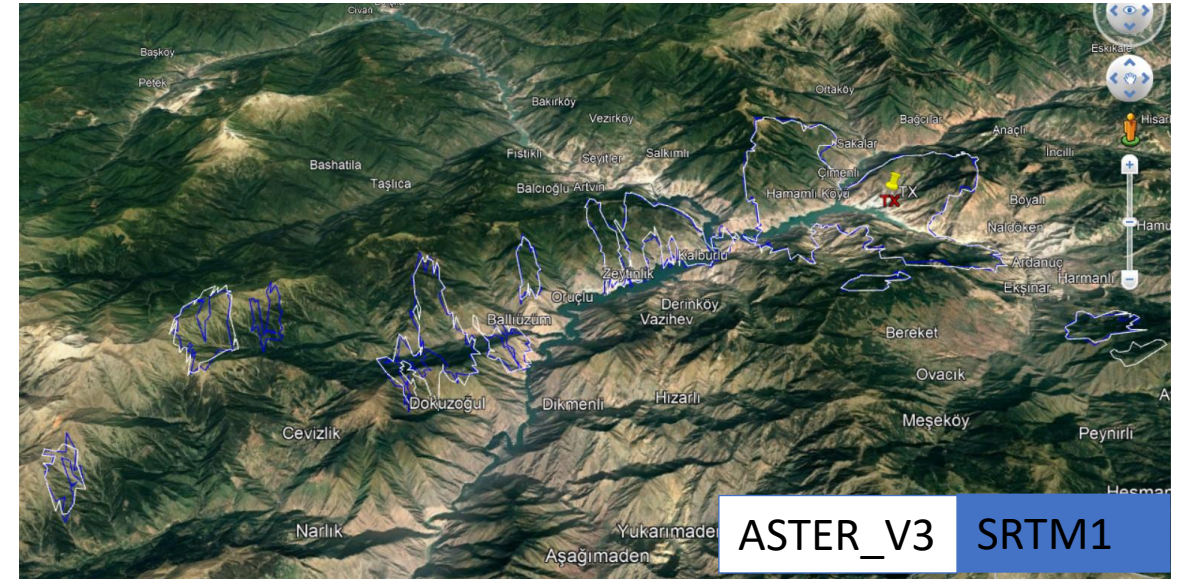 Civan
Eskikale
Başköy
Petek
Ortaköy
Bakırköy
Vezirköy
Bağcılar
Hisarl
Anaçlı
Sakalar
İncilli
Fıstıklı
Seyitler
Salkımlı
Bashatila
Çimenli
Taşlıca
Balcıoğlu
Artvin
Hamamlı Köyü
TX
TX
Boyalı
Naldöken
Hamu
Kalburlu
Zeytinlik
Ardanuç
Harmanlı
Ekşinar
Oruçlu
Derinköy
Vazihev
Ballıüzüm
Bereket
Ovacık
Dokuzoğul
Dikmenli
Hızarlı
Meşeköy
Cevizlik
Peynirli
Narlık
Yukarımaden
Aşağımaden
ASTER_V3
SRTM1